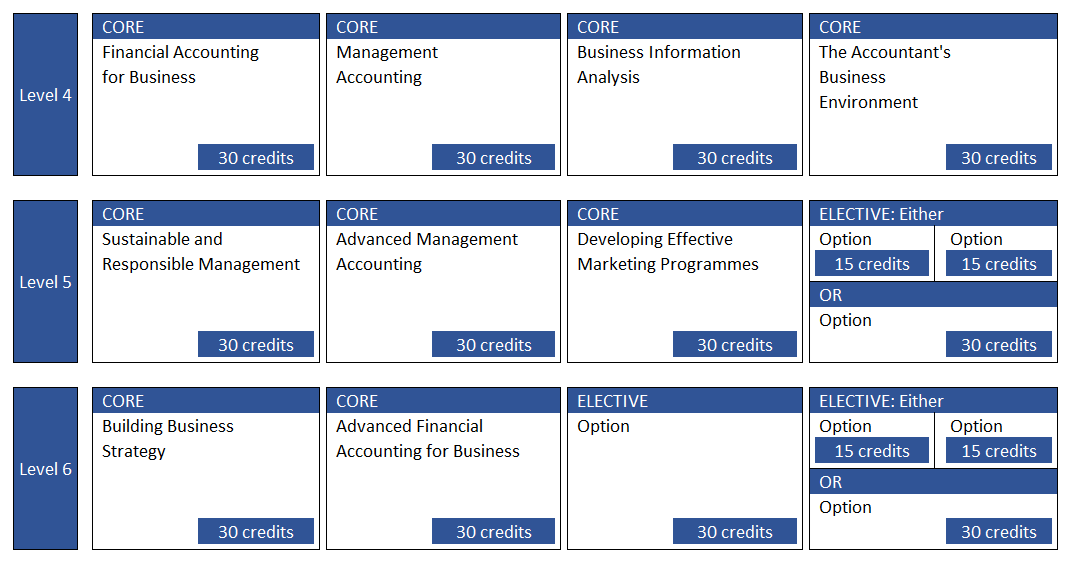 Level 4
CORE
Financial Accounting
for Business
30 credits
CORE
Management
Accounting
30 credits
CORE
Business Information
Analysis
30 credits
CORE
The Accountant's
Business
Environment
30 credits
Level 5
CORE
Sustainable and
Responsible Management
30 credits
CORE
Advanced Management
Accounting
30 credits
CORE
Developing Effective
Marketing Programmes
30 credits
ELECTIVE: Either
Option
15 credits
Option
15 credits
OR
Option
30 credits
Level 6
CORE
Building Business
Strategy
30 credits
CORE
Advanced Financial
Accounting for Business
30 credits
ELECTIVE
Option
30 credits
ELECTIVE: Either
Option
15 credits
Option
15 credits
OR
Option
30 credits